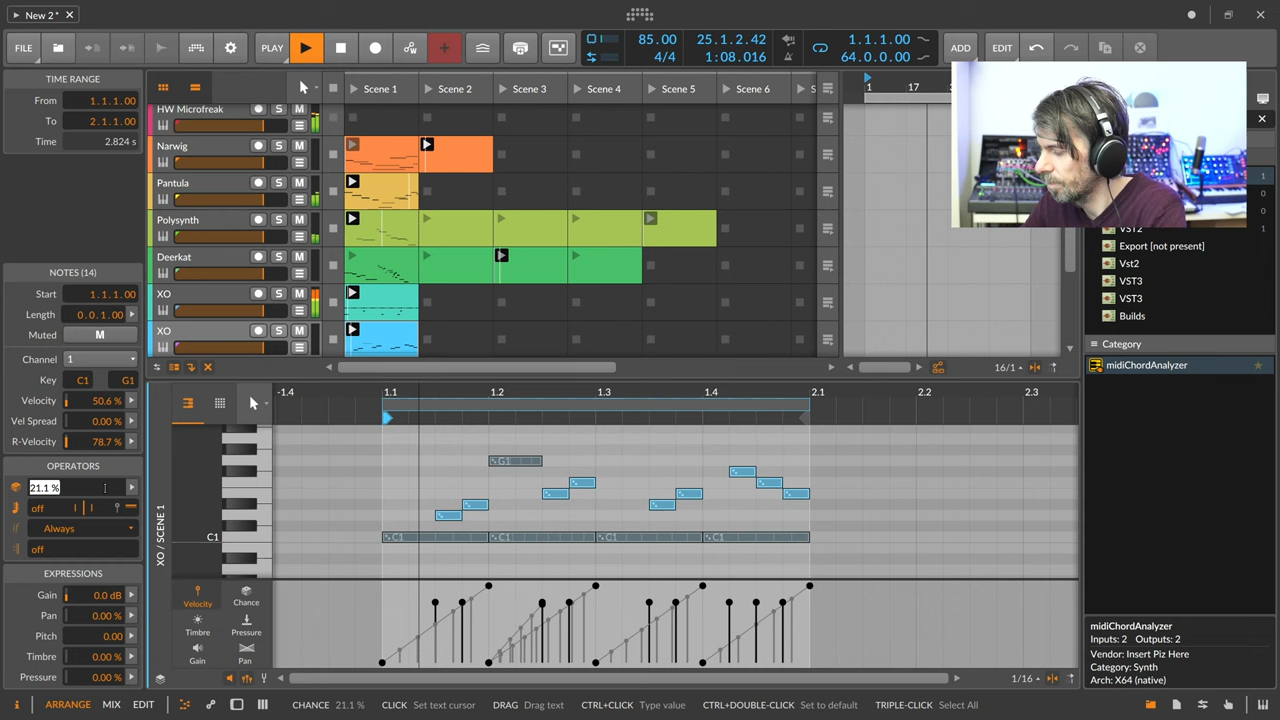 New 2* ×
FILE
PLAY
85.00
4/4
25.1.2.42
1:08.016
1.1.1.00
64.0.0.00
ADD
EDIT
TIME RANGE
From 1.1.1.00
To 2.1.1.00
Time 2.824 s
Scene 1
Scene 2
Scene 3
Scene 4
Scene 5
Scene 6
S
1
17
HW Microfreak S M
Narwig S M
Pantula S M
Polysynth S M
Deerkat S M
XO S M
XO S M
16/1
NOTES (14)
Start 1.1.1.00
Length 0.0.1.00
Muted M
Channel 1
Key C1 G1
Velocity 50.6 %
Vel Spread 0.00 %
R-Velocity 78.7 %
OPERATORS
21.1 %
off
Always
off
EXPRESSIONS
Gain 0.0 dB
Pan 0.00 %
Pitch 0.00
Timbre 0.00 %
Pressure 0.00 %
XO / SCENE 1
-1.4
1.1
1.2
1.3
1.4
2.1
2.2
2.3
C1
G1
C1
C1
C1
C1
Velocity
Chance
Timbre
Pressure
Gain
Pan
1/16
1
0
0
VST2 1
Export [not present]
Vst2
VST3
VST3
Builds
Category
midiChordAnalyzer
midiChordAnalyzer
Inputs: 2 Outputs: 2
Vendor: Insert Piz Here
Category: Synth
Arch: X64 (native)
ARRANGE MIX EDIT
CHANCE 21.1 %
CLICK Set text cursor
DRAG Drag text
CTRL+CLICK Type value
CTRL+DOUBLE-CLICK Set to default
TRIPLE-CLICK Select All